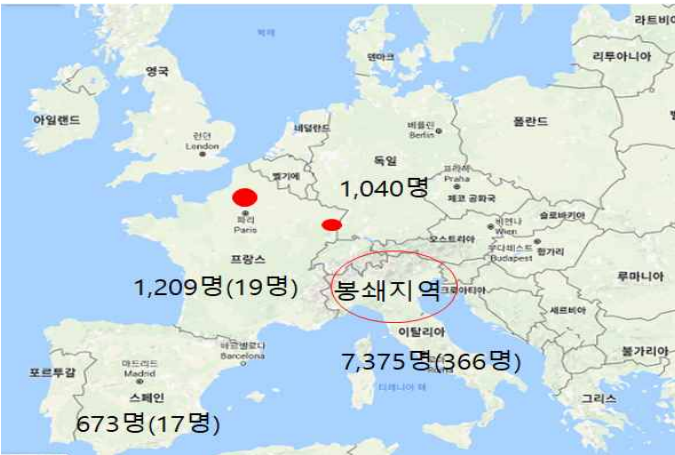 라트비아
북해
덴마크
리투아니아
영국
아일랜드
네덜란드
베를린
Berlin
폴란드
런던
London
독일
벨기에
1,040명
프라하
Praha
체코 공화국
파리
Paris
비엔나
Wien
슬로바키아
오스트리아
부다페스트
Budapest
헝가리
프랑스
루마니아
1,209명(19명)
봉쇄지역
크로아티아
세르비아
이탈리아
바르셀로나
Barcelona
불가리아
마드리드
Madrid
포르투갈
7,375명(366명)
티레니아 해
스페인
그리스
673명(17명)